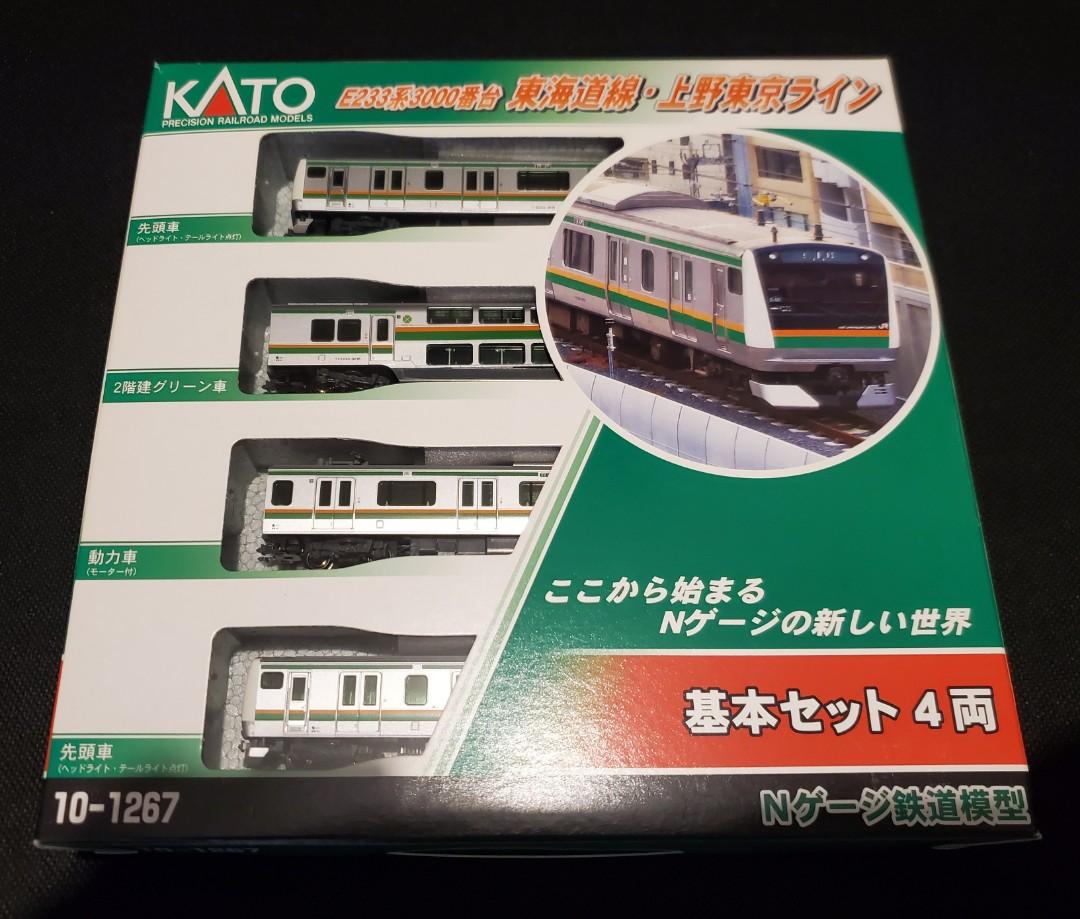 KATO
PRECISION RAILROAD MODELS
E233系3000番台 東海道線・上野東京ライン
先頭車
(ヘッドライト・テールライト点灯)
2階建グリーン車
動力車
(モーター付)
ここから始まる
Nゲージの新しい世界
基本セット 4両
先頭車
(ヘッドライト・テールライト点灯)
10-1267
Nゲージ鉄道模型